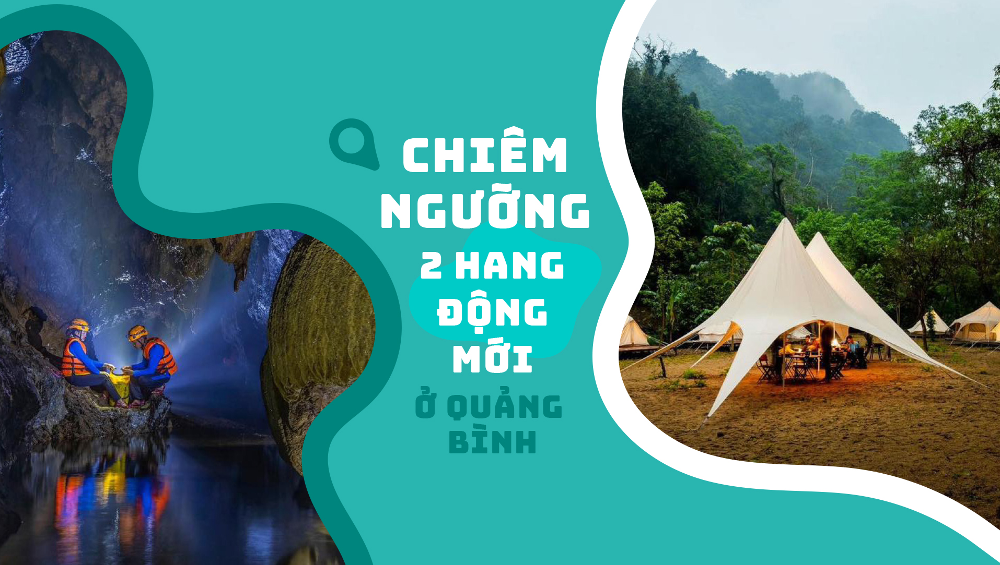 CHIÊM
NGƯỠNG
2 HANG
ĐỘNG
MỚI
Ở QUẢNG
BÌNH